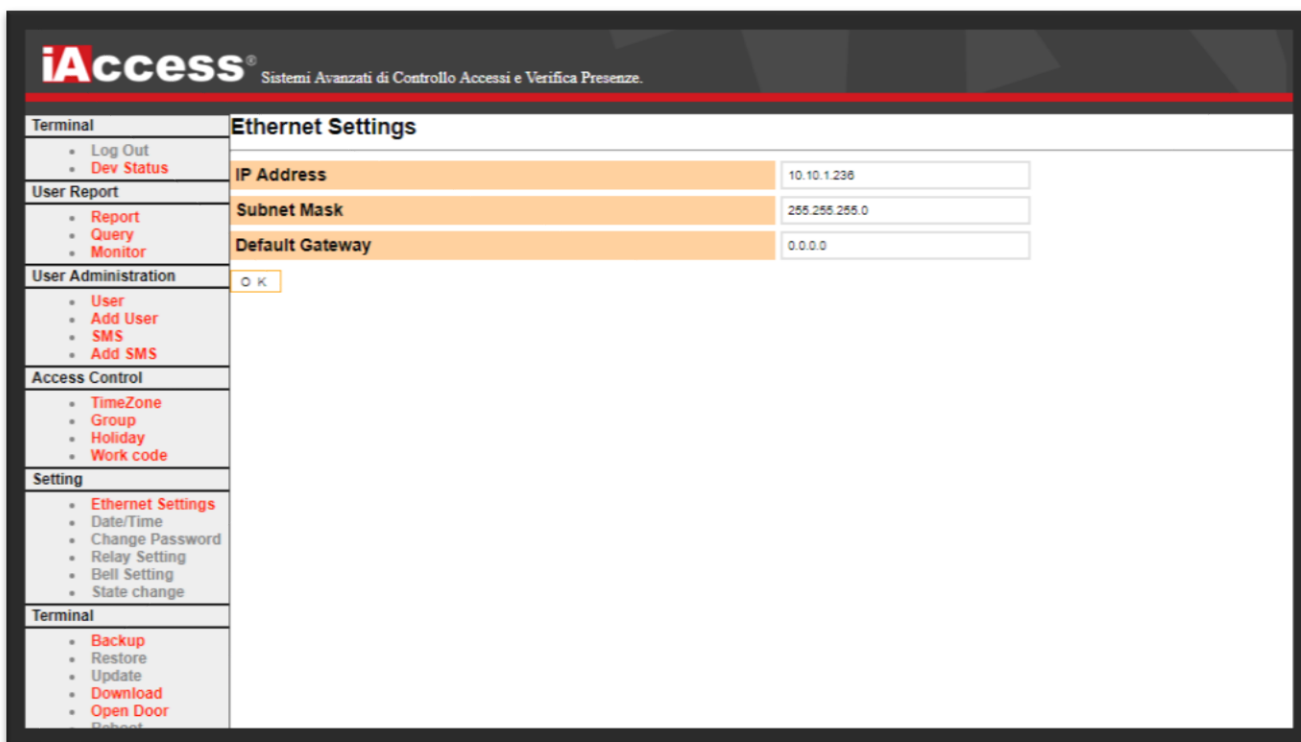 iAccess® Sistemi Avanzati di Controllo Accessi e Verifica Presenze.
Terminal
Log Out
Dev Status
User Report
Report
Query
Monitor
User Administration
User
Add User
SMS
Add SMS
Access Control
TimeZone
Group
Holiday
Work code
Setting
Ethernet Settings
Date/Time
Change Password
Relay Setting
Bell Setting
State change
Terminal
Backup
Restore
Update
Download
Open Door
Reboot
Ethernet Settings
IP Address 10.10.1.236
Subnet Mask 255.255.255.0
Default Gateway 0.0.0.0
O K